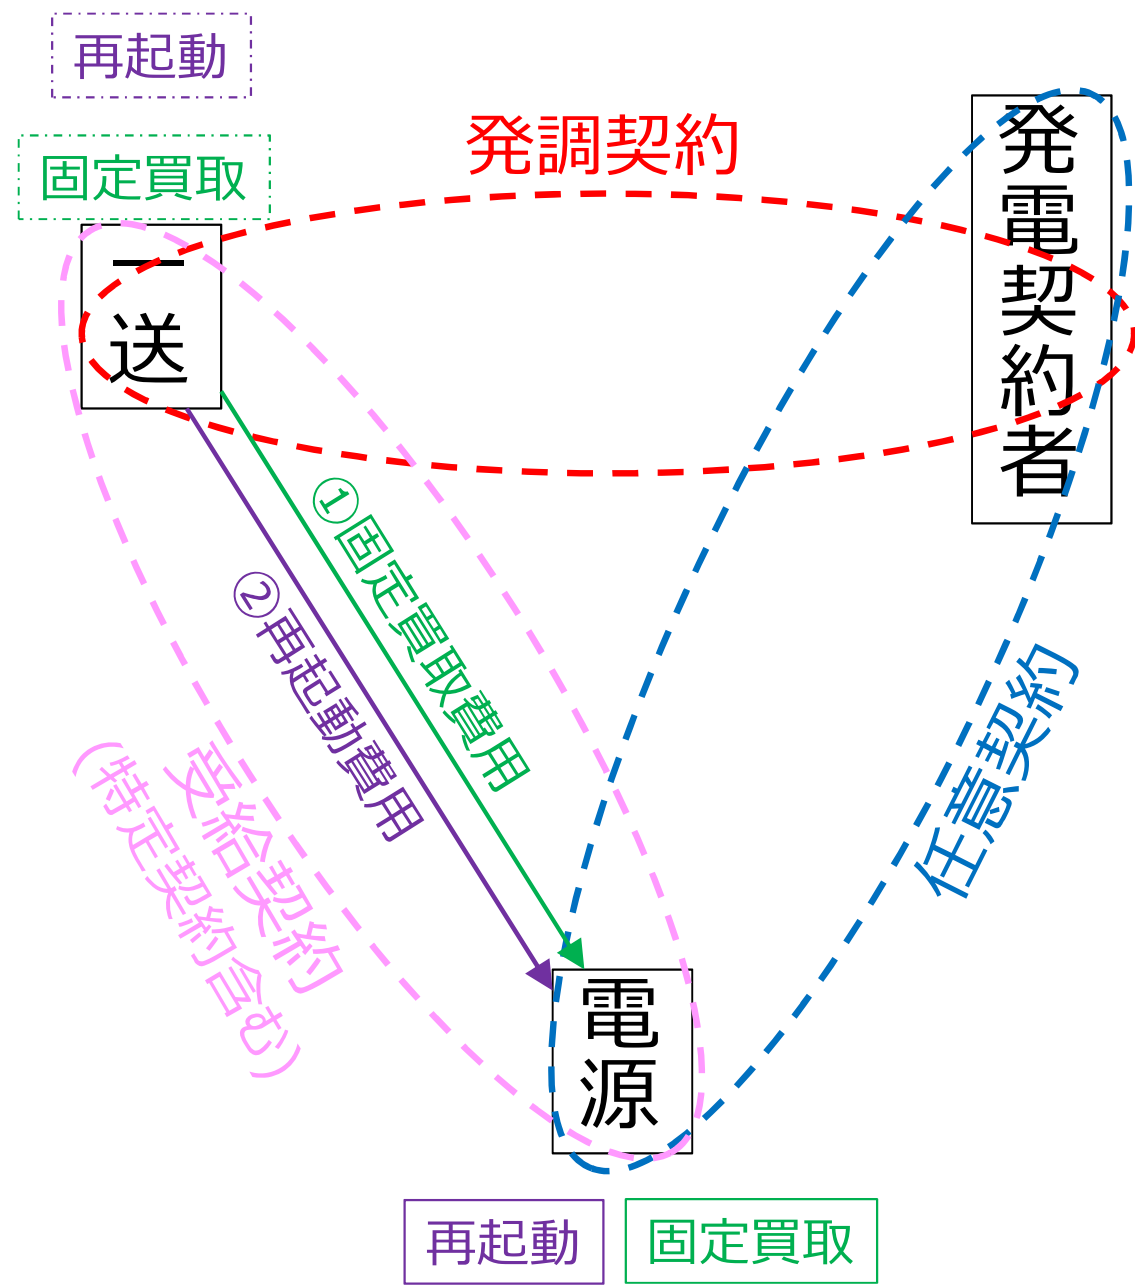 再起動
固定買取
発調契約
一送
発電契約者
①固定買取費用
②再起動費用
受給契約
(特定契約含む)
任意契約
電源
再起動
固定買取